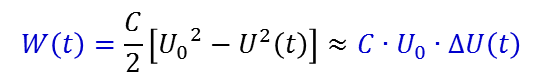 W(t) = C/2 [U₀² − U²(t)] ≈ C · U₀ · ΔU(t)